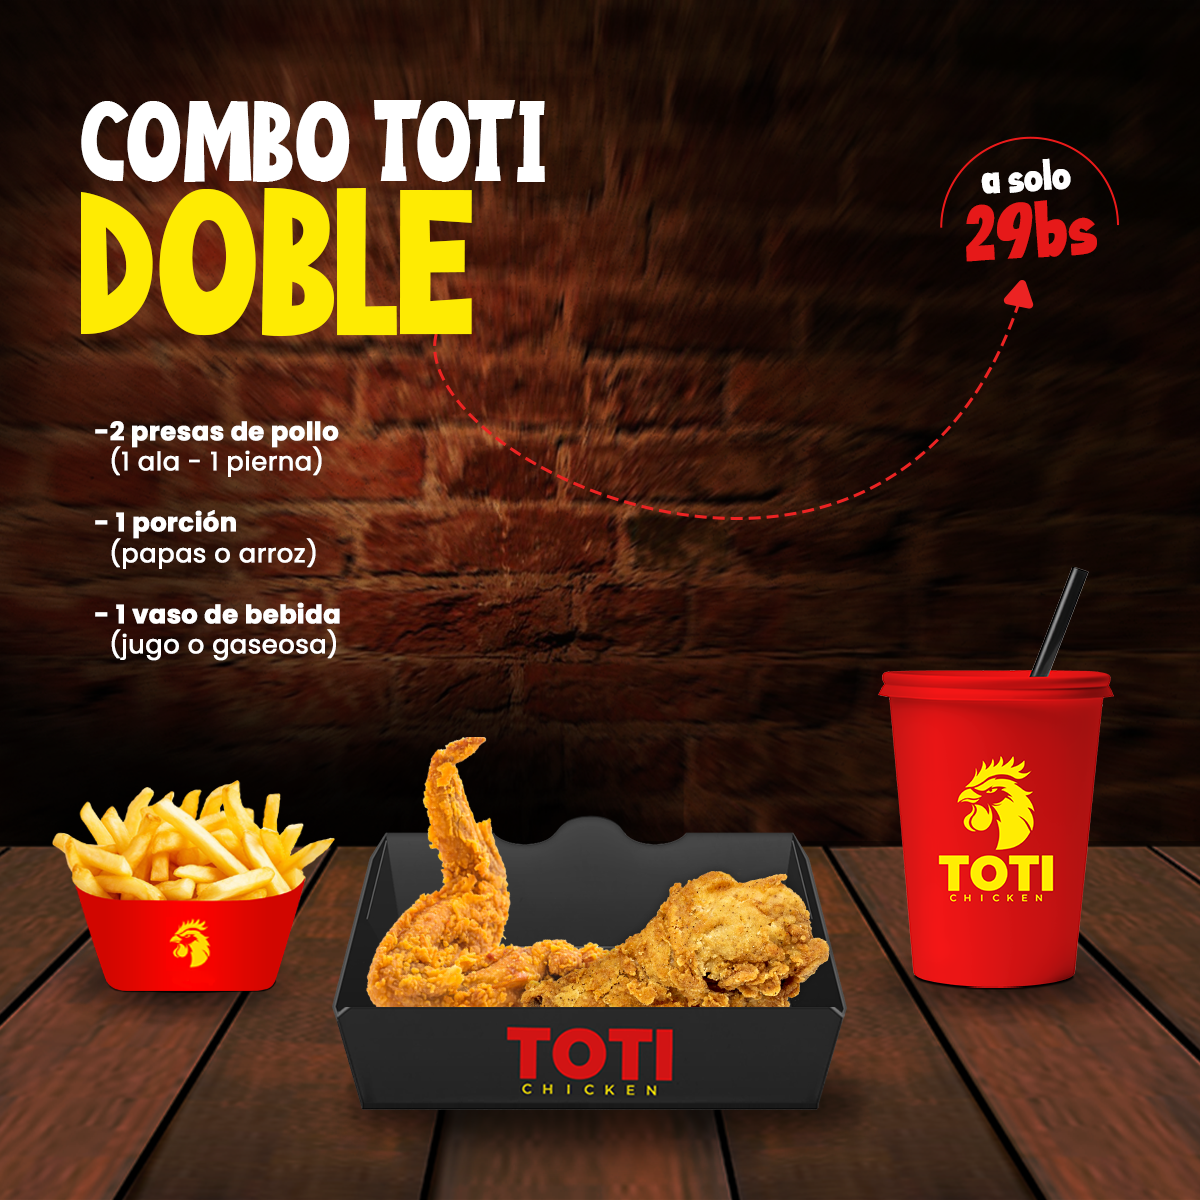 COMBO TOTI
DOBLE
a solo
29bs
-2 presas de pollo
(1 ala - 1 pierna)
- 1 porción
(papas o arroz)
- 1 vaso de bebida
(jugo o gaseosa)
TOTI
CHICKEN
TOTI
CHICKEN